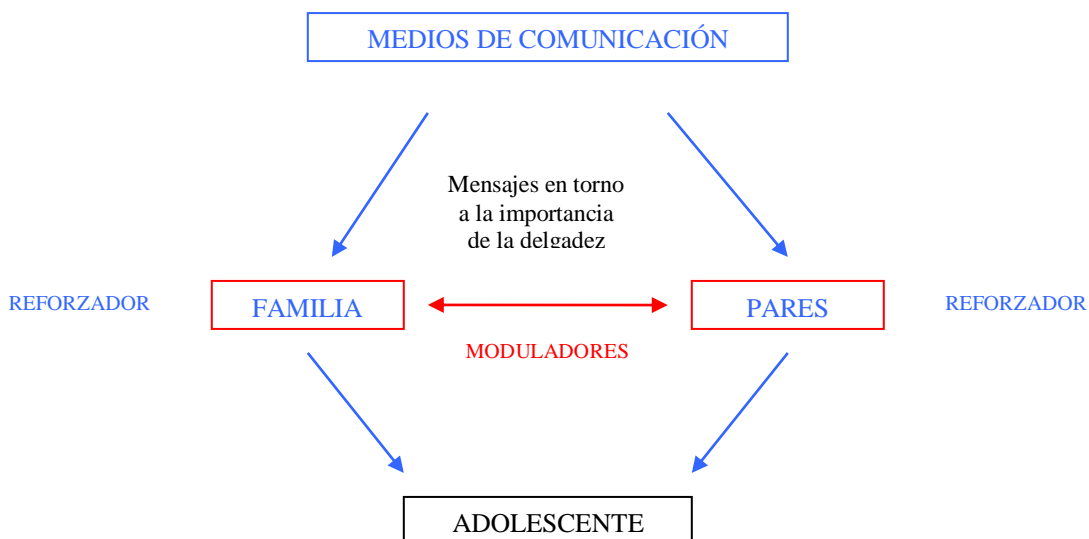 MEDIOS DE COMUNICACIÓN
Mensajes en torno
a la importancia
de la delgadez
REFORZADOR
FAMILIA
PARES
REFORZADOR
MODULADORES
ADOLESCENTE